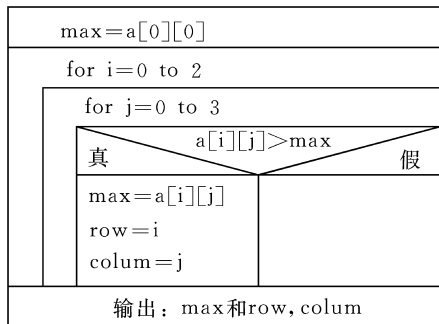 max=a[0][0]
for i=0 to 2
for j=0 to 3
a[i][j]>max
真 假
max=a[i][j]
row=i
colum=j
输出：max和row,colum